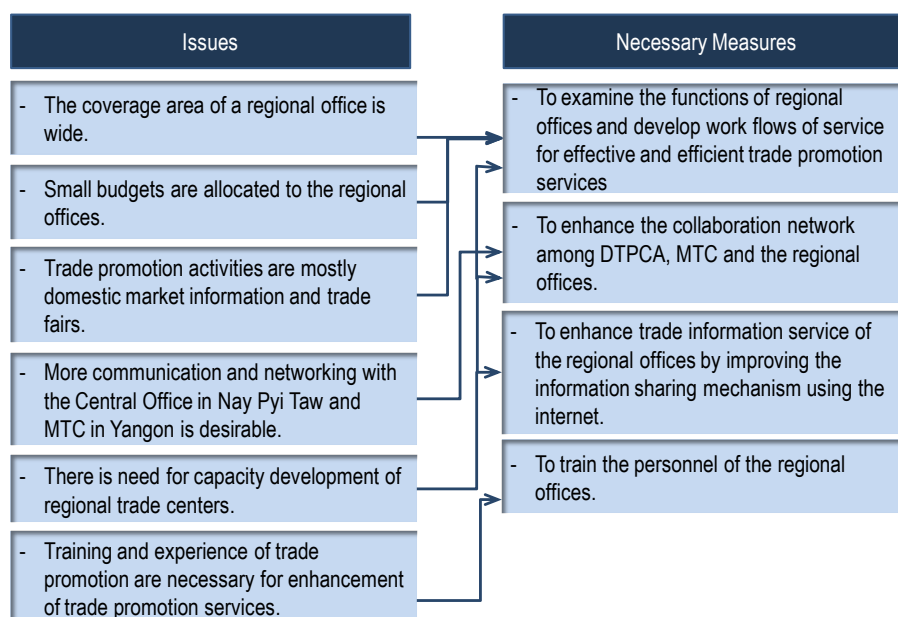 Issues
- The coverage area of a regional office is
wide.
- Small budgets are allocated to the regional
offices.
- Trade promotion activities are mostly
domestic market information and trade
fairs.
- More communication and networking with
the Central Office in Nay Pyi Taw and
MTC in Yangon is desirable.
- There is need for capacity development of
regional trade centers.
- Training and experience of trade
promotion are necessary for enhancement
of trade promotion services.
Necessary Measures
- To examine the functions of regional
offices and develop work flows of service
for effective and efficient trade promotion
services
- To enhance the collaboration network
among DTPCA, MTC and the regional
offices.
- To enhance trade information service of
the regional offices by improving the
information sharing mechanism using the
internet.
- To train the personnel of the regional
offices.